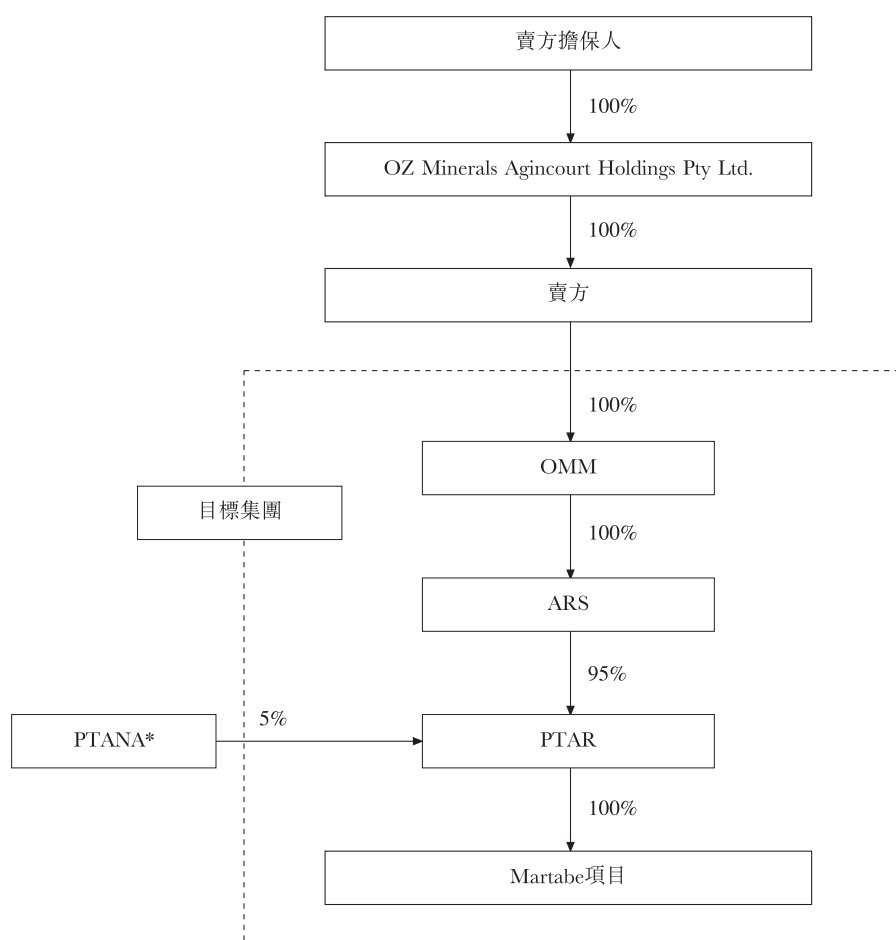 賣方擔保人
100%
OZ Minerals Agincourt Holdings Pty Ltd.
100%
賣方
100%
OMM
目標集團
100%
ARS
95%
5%
PTANA*
PTAR
100%
Martabe項目